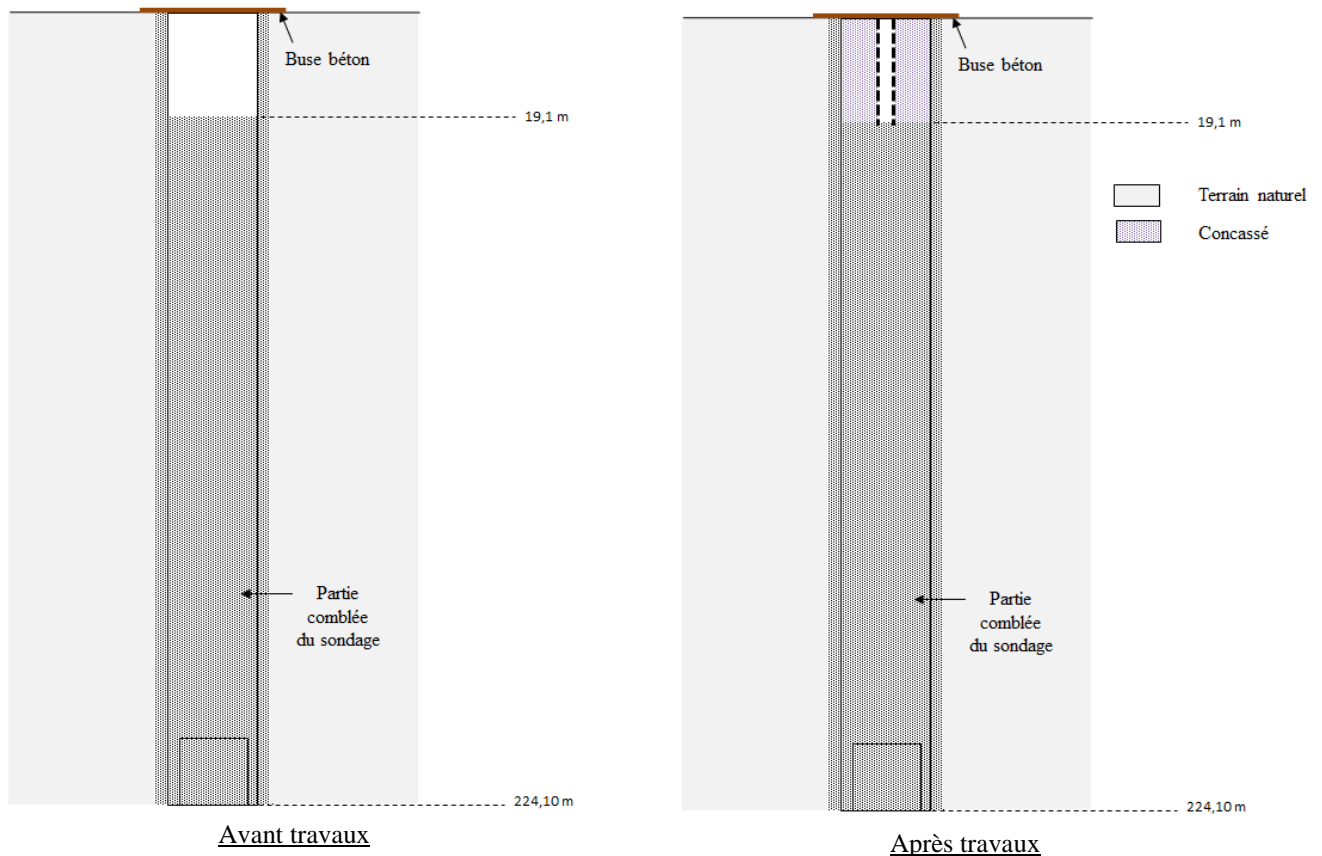 Buse béton
19,1 m
Partie
comblée
du sondage
224,10 m
Avant travaux
Buse béton
19,1 m
Terrain naturel
Concassé
Partie
comblée
du sondage
224,10 m
Après travaux